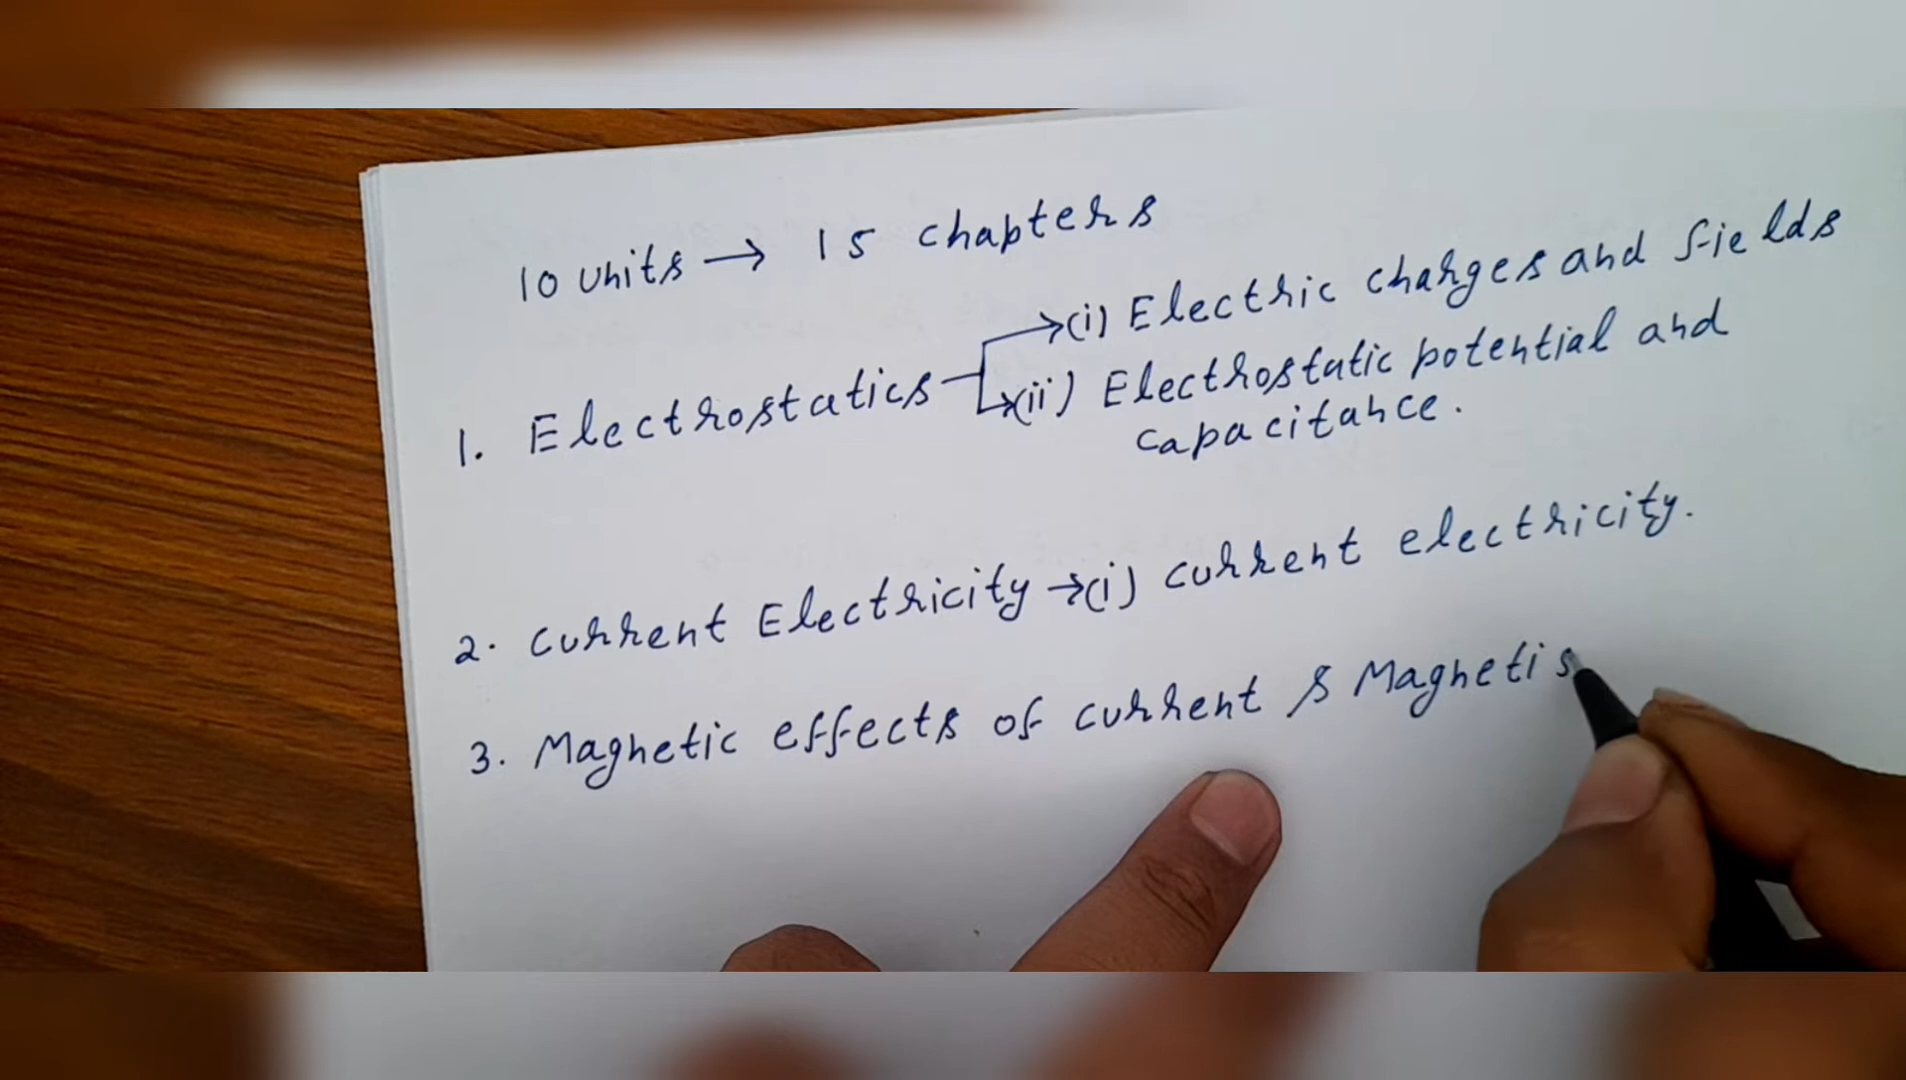 10 units → 15 chapters
1. Electrostatics →(i) Electric charges and fields
→(ii) Electrostatic potential and
capacitance.
2. Current Electricity →(i) current electricity.
3. Magnetic effects of current & Magnetis